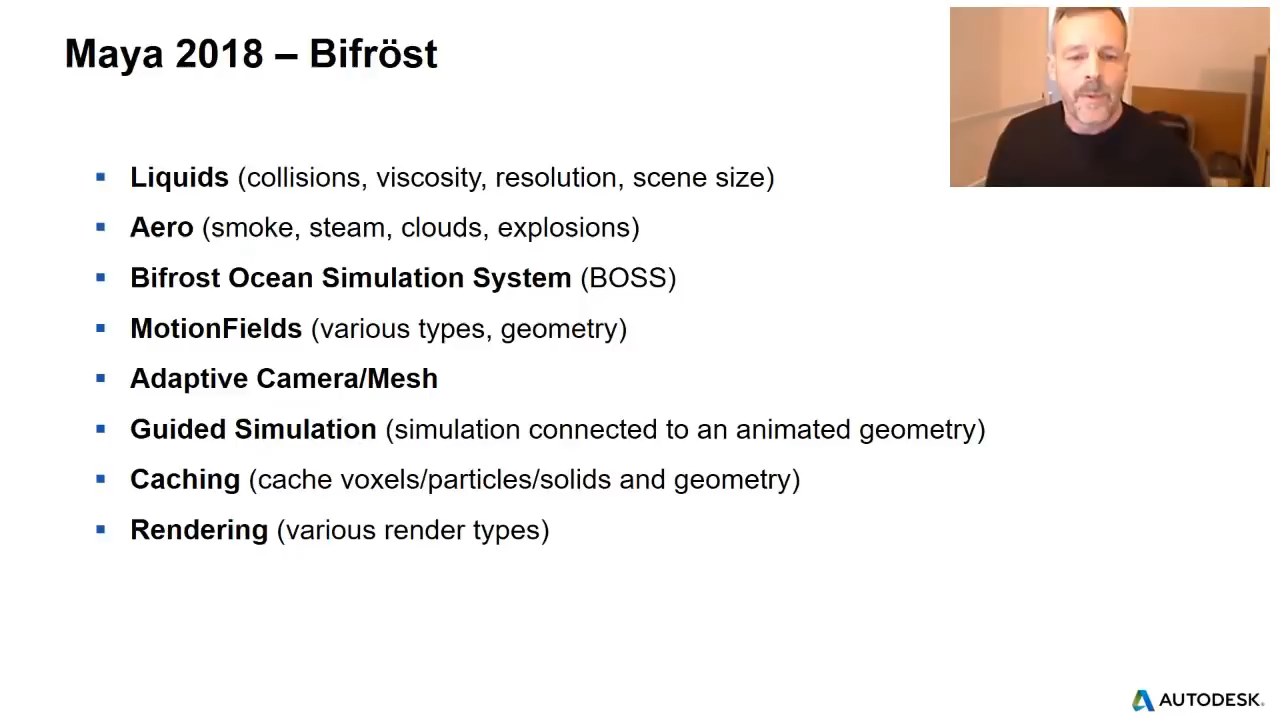 Maya 2018 – Bifröst
Liquids (collisions, viscosity, resolution, scene size)
Aero (smoke, steam, clouds, explosions)
Bifrost Ocean Simulation System (BOSS)
MotionFields (various types, geometry)
Adaptive Camera/Mesh
Guided Simulation (simulation connected to an animated geometry)
Caching (cache voxels/particles/solids and geometry)
Rendering (various render types)
AUTODESK®